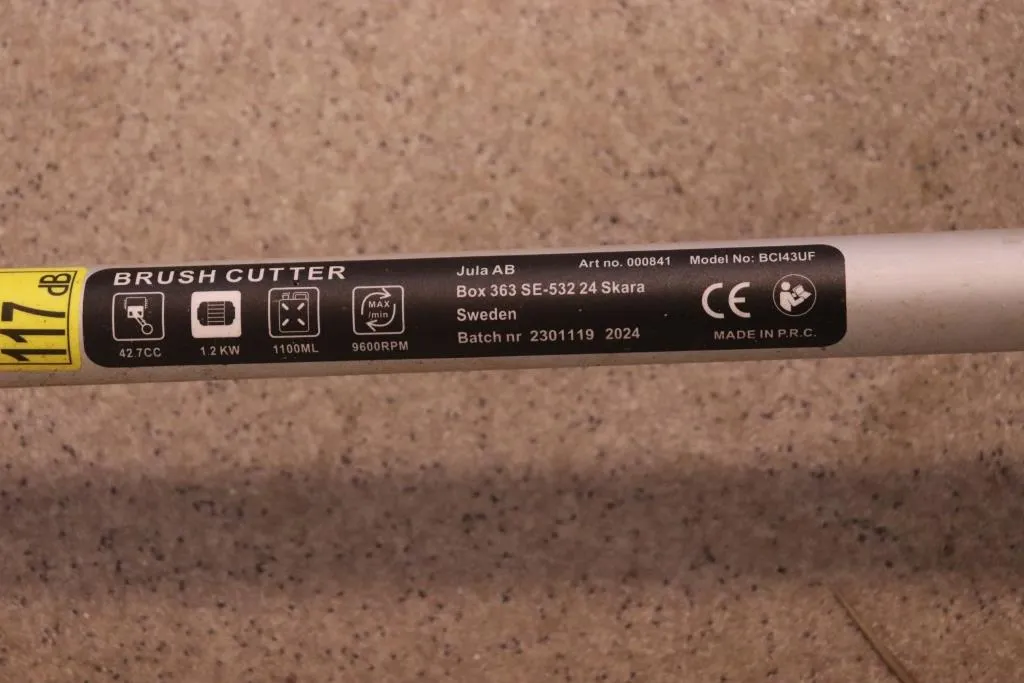 117 dB
BRUSH CUTTER
42.7CC
1.2 KW
1100ML
MAX
/min
9600RPM
Jula AB
Box 363 SE-532 24 Skara
Sweden
Batch nr 2301119 2024
Art no. 000841 Model No: BCI43UF
CE
MADE IN P.R.C.